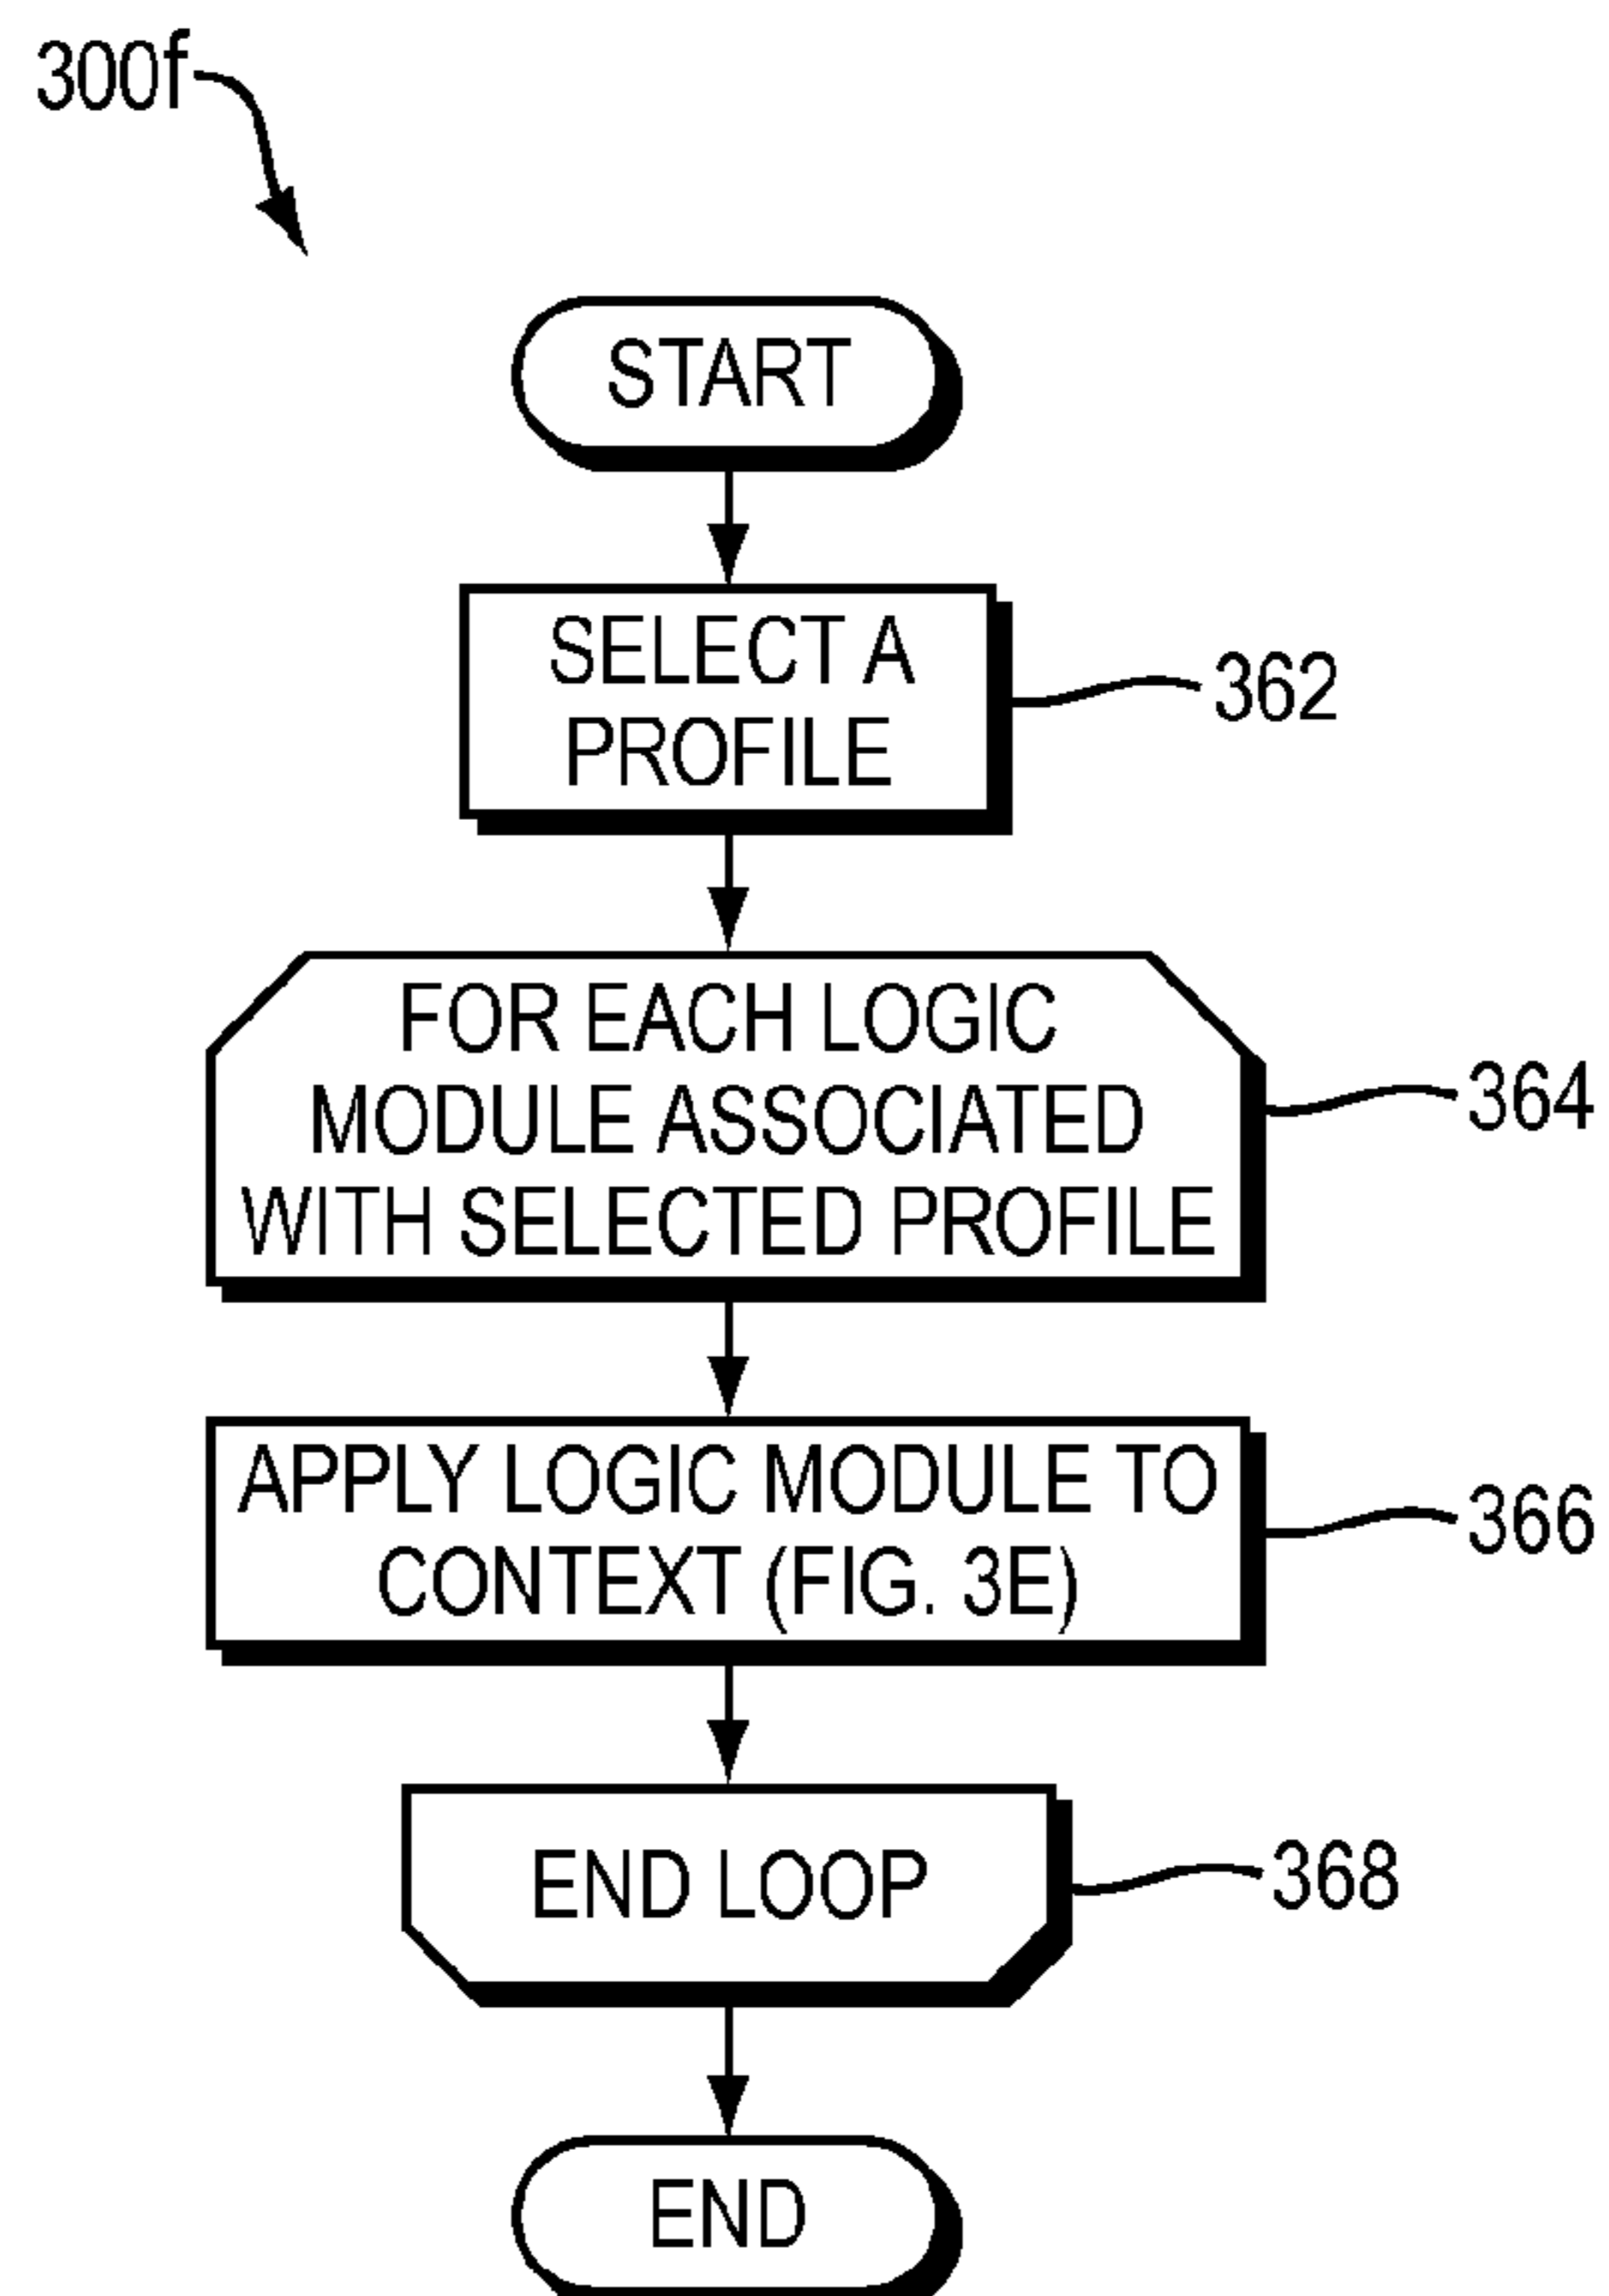 300f
START
SELECT A
PROFILE
362
FOR EACH LOGIC
MODULE ASSOCIATED
WITH SELECTED PROFILE
364
APPLY LOGIC MODULE TO
CONTEXT (FIG. 3E)
366
END LOOP
368
END